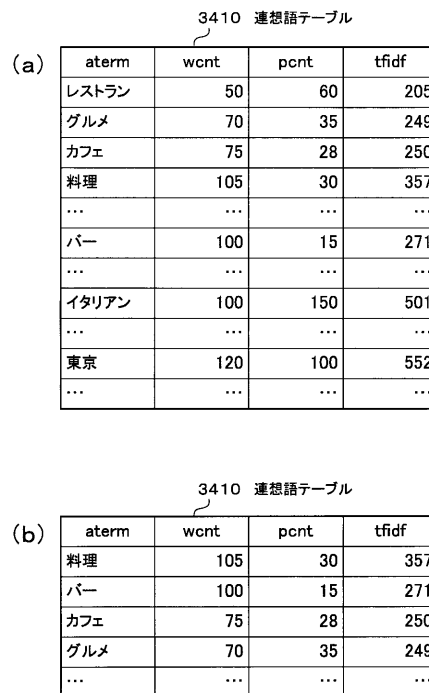 3410 連想語テーブル
(a)
aterm wcnt pcnt tfidf
レストラン 50 60 205
グルメ 70 35 249
カフェ 75 28 250
料理 105 30 357
… … … …
バー 100 15 271
… … … …
イタリアン 100 150 501
… … … …
東京 120 100 552
… … … …
3410 連想語テーブル
(b)
aterm wcnt pcnt tfidf
料理 105 30 357
バー 100 15 271
カフェ 75 28 250
グルメ 70 35 249
… … … …